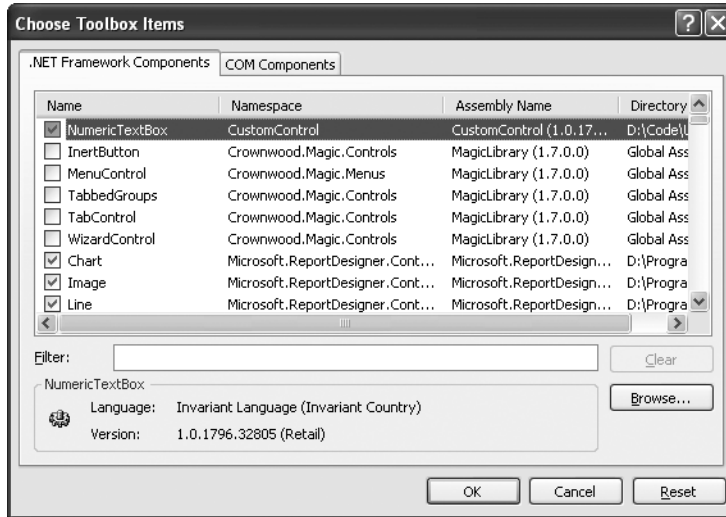 Choose Toolbox Items
.NET Framework Components COM Components
Name Namespace Assembly Name Directory
NumericTextBox CustomControl CustomControl (1.0.17... D:\Code\L
InertButton Crownwood.Magic.Controls MagicLibrary (1.7.0.0) Global Ass
MenuControl Crownwood.Magic.Menus MagicLibrary (1.7.0.0) Global Ass
TabbedGroups Crownwood.Magic.Controls MagicLibrary (1.7.0.0) Global Ass
TabControl Crownwood.Magic.Controls MagicLibrary (1.7.0.0) Global Ass
WizardControl Crownwood.Magic.Controls MagicLibrary (1.7.0.0) Global Ass
Chart Microsoft.ReportDesigner.Cont... Microsoft.ReportDesign... D:\Progra
Image Microsoft.ReportDesigner.Cont... Microsoft.ReportDesign... D:\Progra
Line Microsoft.ReportDesigner.Cont... Microsoft.ReportDesign... D:\Progra
Filter: Clear
NumericTextBox
Browse...
Language: Invariant Language (Invariant Country)
Version: 1.0.1796.32805 (Retail)
OK Cancel Reset